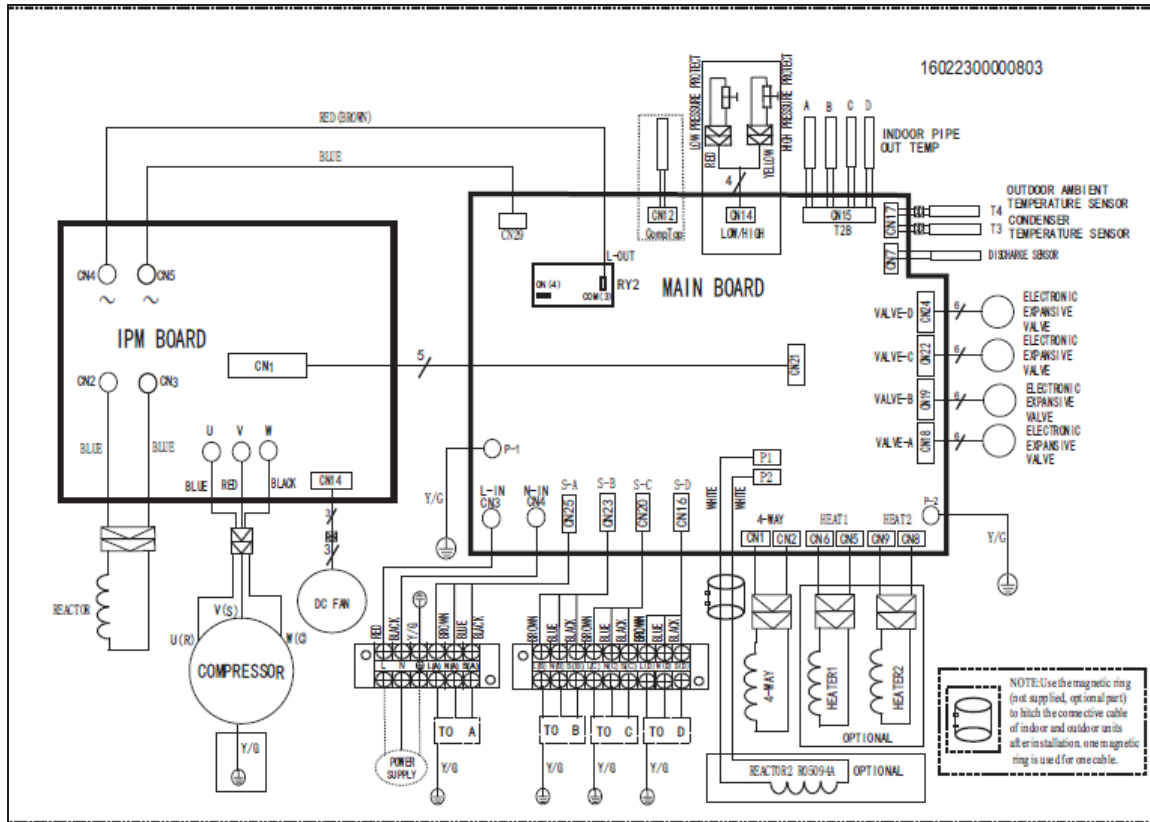 16022300000803
LOW PRESSURE PROTECT
HIGH PRESSURE PROTECT
RED
YELLOW
4
A B C D
INDOOR PIPE
OUT TEMP
RED(BROWN)
BLUE
CN29
CN12
CompTop
CN14
LOW/HIGH
CN15
T2B
CN17
T4
OUTDOOR AMBIENT
TEMPERATURE SENSOR
T3
CONDENSER
TEMPERATURE SENSOR
CN7
DISCHARGE SENSOR
L-OUT
ON(4)
COM(3)
RY2
MAIN BOARD
CN4
CN5
~
~
IPM BOARD
CN1
5
CN21
CN2
CN3
BLUE
BLUE
U V W
BLUE
RED
BLACK
CN14
3
3
DC FAN
REACTOR
V(S)
U(R)
COMPRESSOR
Y/G
VALVE-D
CN24
6
ELECTRONIC
EXPANSIVE
VALVE
VALVE-C
CN22
6
ELECTRONIC
EXPANSIVE
VALVE
VALVE-B
CN19
6
ELECTRONIC
EXPANSIVE
VALVE
VALVE-A
CN18
6
ELECTRONIC
EXPANSIVE
VALVE
P-1
Y/G
L-IN
CN3
N-IN
CN4
S-A
CN25
S-B
CN23
S-C
CN20
S-D
CN16
P1
P2
WHITE
WHITE
P-2
Y/G
4-WAY
CN1 CN2
HEAT1
CN6 CN5
HEAT2
CN9 CN8
RED
BLACK
Y/G
BROWN
BLUE
BLACK
L N L(A) N(A) S(A)
BROWN
BLUE
BLACK
BROWN
BLUE
BLACK
BROWN
BLUE
BLACK
L(B) N(B) S(B) L(C) N(C) S(C) L(D) N(D) S(D)
POWER
SUPPLY
TO A
Y/G
TO B
Y/G
TO C
Y/G
TO D
Y/G
4-WAY
HEATER1
HEATER2
OPTIONAL
REACTOR2 R05094A
OPTIONAL
NOTE:Use the magnetic ring
(not supplied, optional part)
to hitch the connective cable
of indoor and outdoor units
after installation. one magnetic
ring is used for one cable.